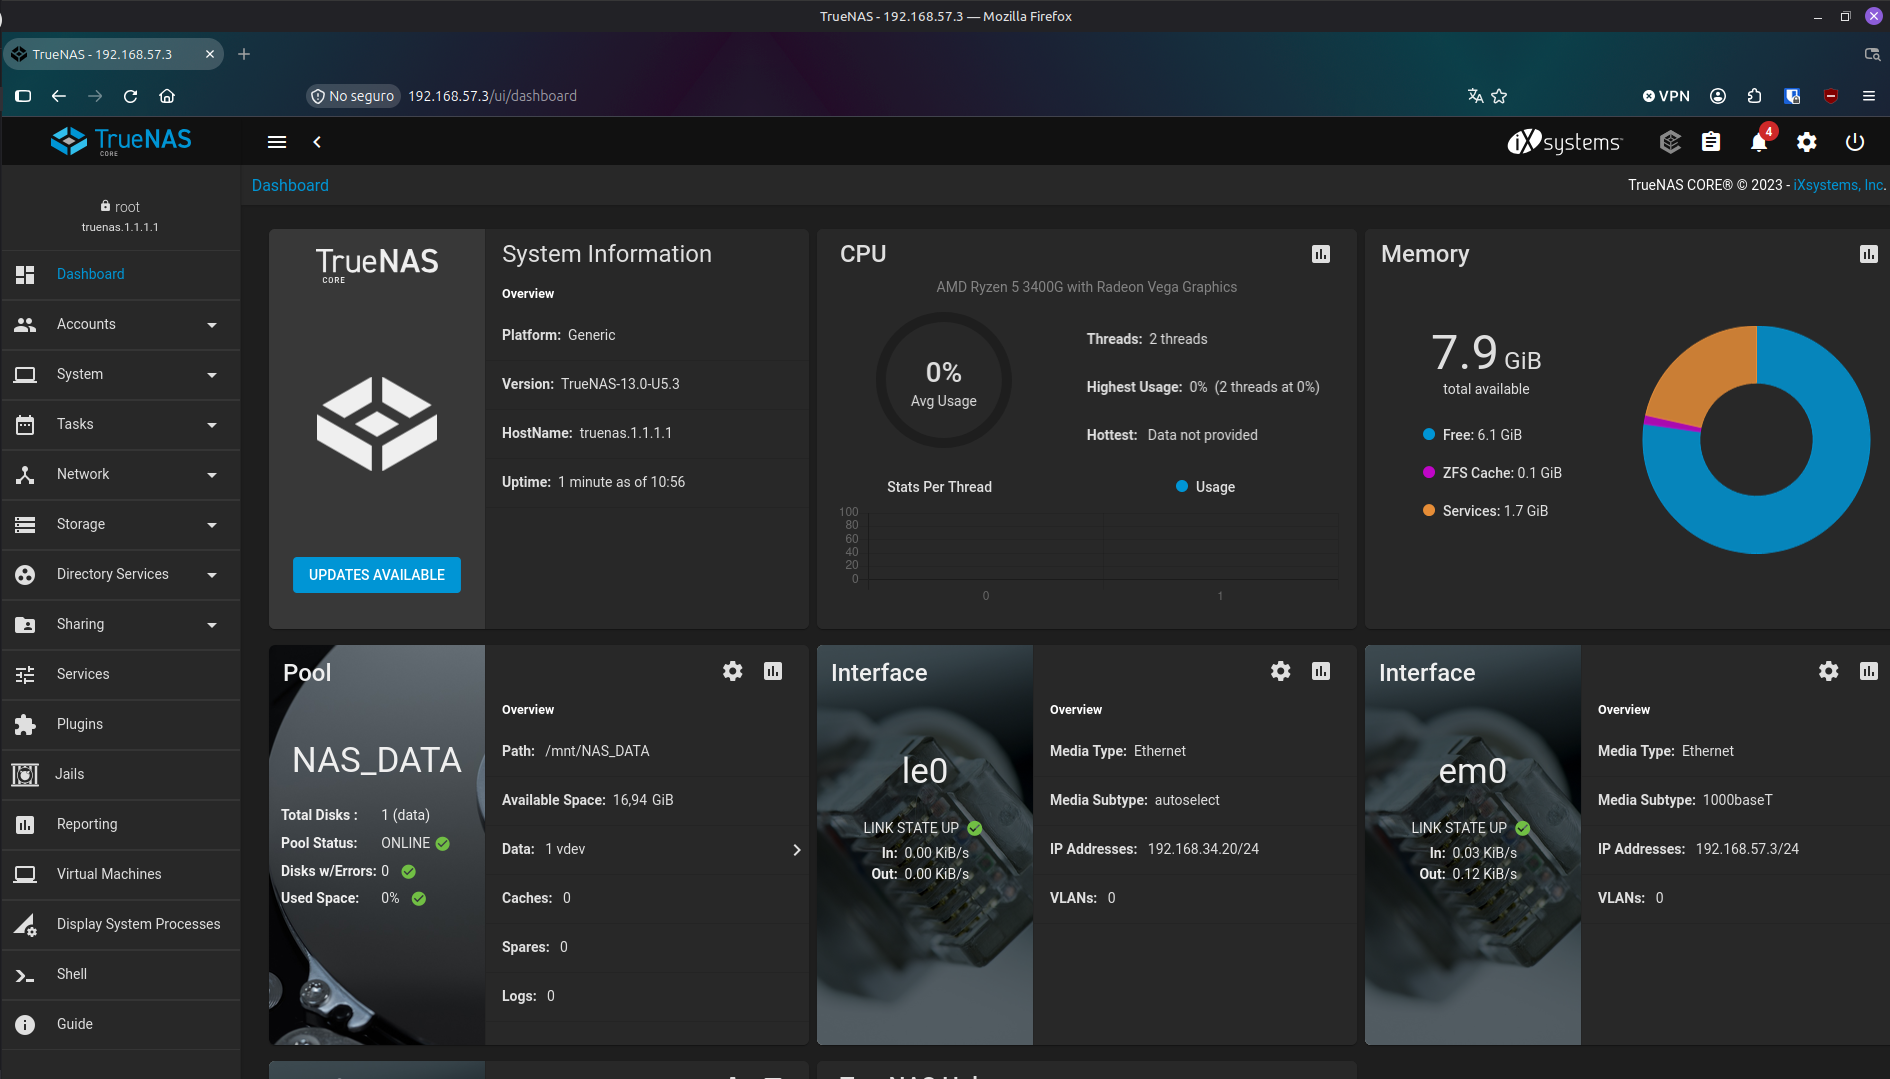 TrueNAS - 192.168.57.3 — Mozilla Firefox
TrueNAS - 192.168.57.3
No seguro
192.168.57.3/ui/dashboard
VPN
TrueNAS
CORE
iXsystems
4
root
truenas.1.1.1.1
Dashboard
TrueNAS CORE® © 2023 - iXsystems, Inc.
Dashboard
Accounts
System
Tasks
Network
Storage
Directory Services
Sharing
Services
Plugins
Jails
Reporting
Virtual Machines
Display System Processes
Shell
Guide
TrueNAS
CORE
UPDATES AVAILABLE
System Information
Overview
Platform: Generic
Version: TrueNAS-13.0-U5.3
HostName: truenas.1.1.1.1
Uptime: 1 minute as of 10:56
CPU
AMD Ryzen 5 3400G with Radeon Vega Graphics
0%
Avg Usage
Threads: 2 threads
Highest Usage: 0% (2 threads at 0%)
Hottest: Data not provided
Stats Per Thread
Usage
100
80
60
40
20
0
0
1
Memory
7.9 GiB
total available
Free: 6.1 GiB
ZFS Cache: 0.1 GiB
Services: 1.7 GiB
Pool
NAS_DATA
Total Disks : 1 (data)
Pool Status: ONLINE
Disks w/Errors: 0
Used Space: 0%
Overview
Path: /mnt/NAS_DATA
Available Space: 16,94 GiB
Data: 1 vdev
Caches: 0
Spares: 0
Logs: 0
Interface
le0
LINK STATE UP
In: 0.00 KiB/s
Out: 0.00 KiB/s
Overview
Media Type: Ethernet
Media Subtype: autoselect
IP Addresses: 192.168.34.20/24
VLANs: 0
Interface
em0
LINK STATE UP
In: 0.03 KiB/s
Out: 0.12 KiB/s
Overview
Media Type: Ethernet
Media Subtype: 1000baseT
IP Addresses: 192.168.57.3/24
VLANs: 0